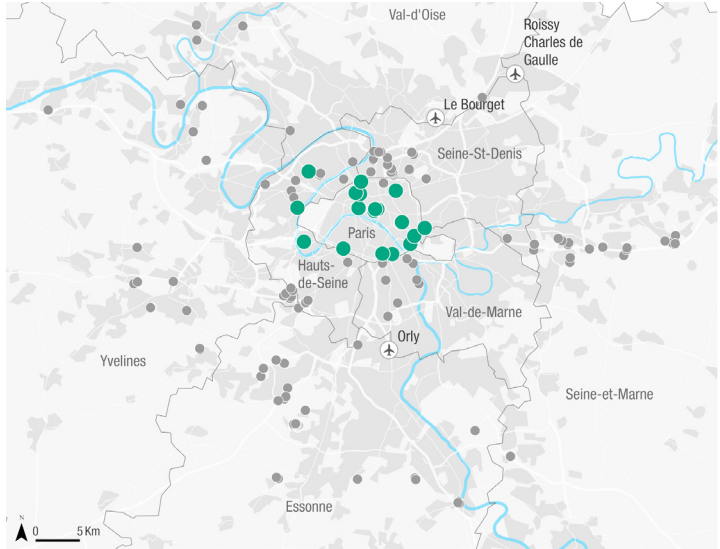 Val-d'Oise
Roissy
Charles de
Gaulle
Le Bourget
Seine-St-Denis
Paris
Hauts-
de-Seine
Val-de-Marne
Orly
Yvelines
Seine-et-Marne
Essonne
N
0 5 Km